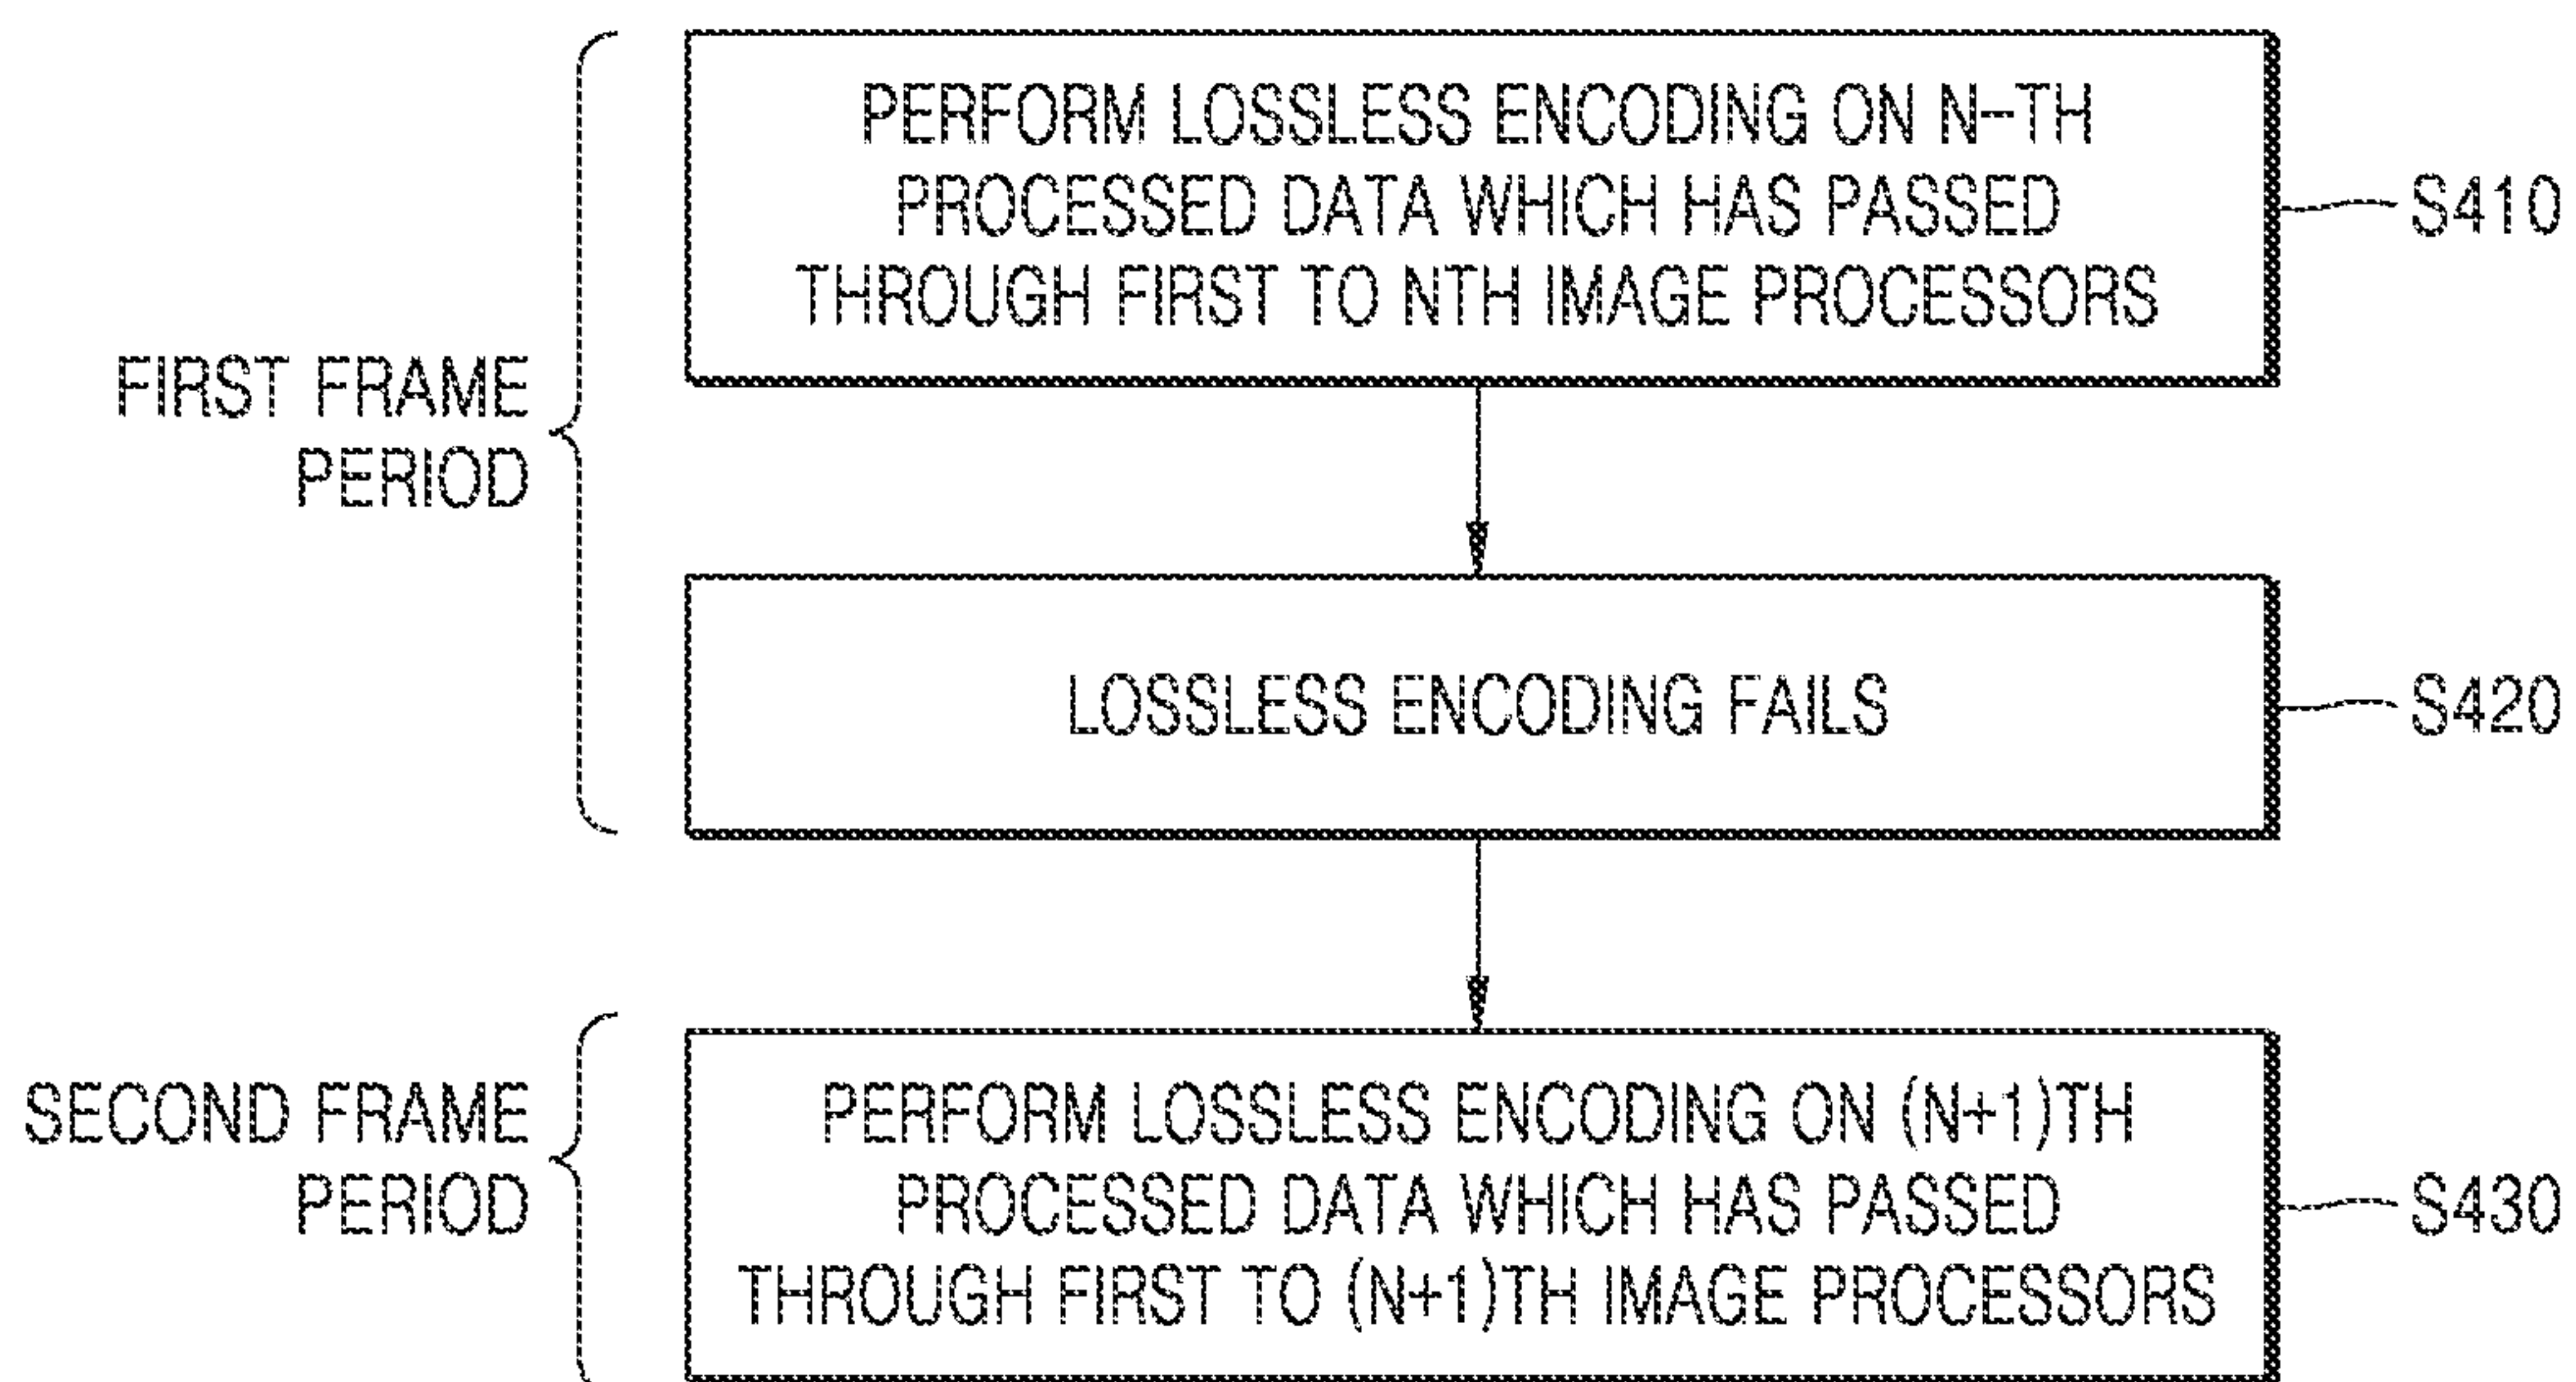 PERFORM LOSSLESS ENCODING ON N-TH
PROCESSED DATA WHICH HAS PASSED
THROUGH FIRST TO NTH IMAGE PROCESSORS
S410
FIRST FRAME
PERIOD
LOSSLESS ENCODING FAILS
S420
SECOND FRAME
PERIOD
PERFORM LOSSLESS ENCODING ON (N+1)TH
PROCESSED DATA WHICH HAS PASSED
THROUGH FIRST TO (N+1)TH IMAGE PROCESSORS
S430